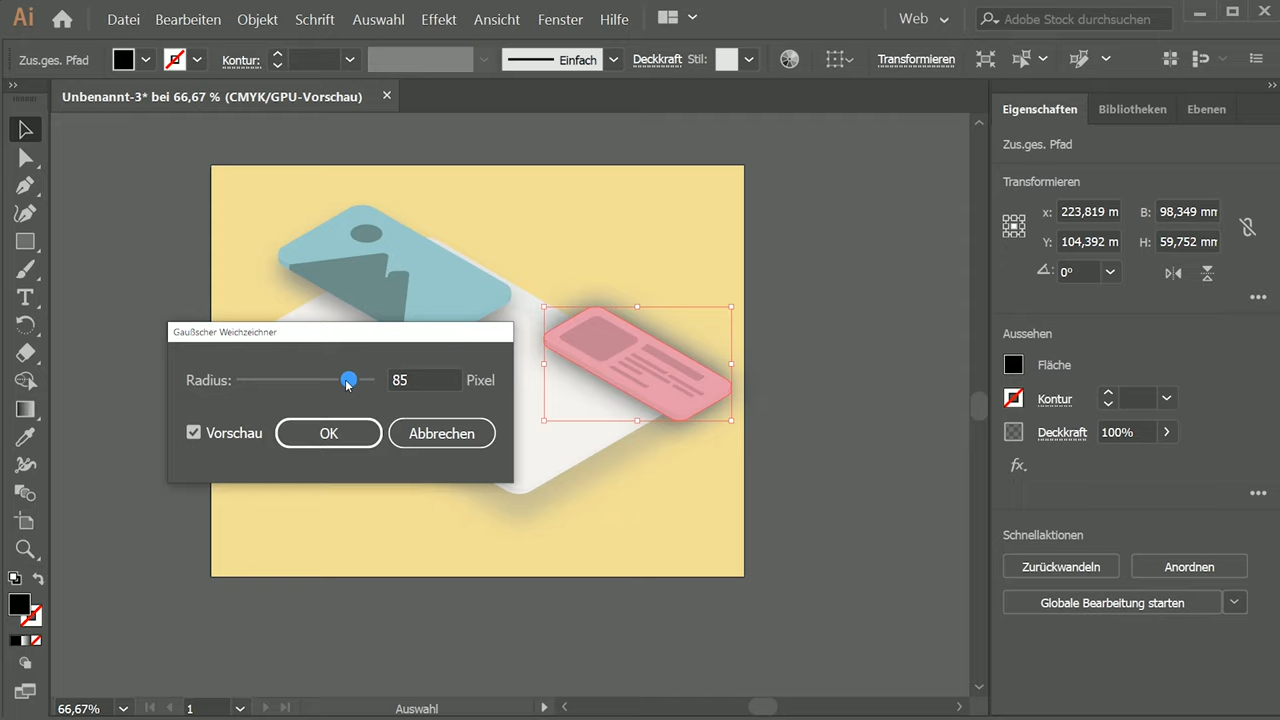 Ai Datei Bearbeiten Objekt Schrift Auswahl Effekt Ansicht Fenster Hilfe Web Adobe Stock durchsuchen
Zus.ges. Pfad Kontur: Einfach Deckkraft Stil: Transformieren
Unbenannt-3* bei 66,67 % (CMYK/GPU-Vorschau)
Eigenschaften Bibliotheken Ebenen
Zus.ges. Pfad
Transformieren
X: 223,819 m B: 98,349 mm
Y: 104,392 m H: 59,752 mm
0°
Aussehen
Fläche
Kontur
Deckkraft 100%
fx.
Schnellaktionen
Zurückwandeln Anordnen
Globale Bearbeitung starten
Gaußscher Weichzeichner
Radius: 85 Pixel
Vorschau OK Abbrechen
66,67% 1 Auswahl